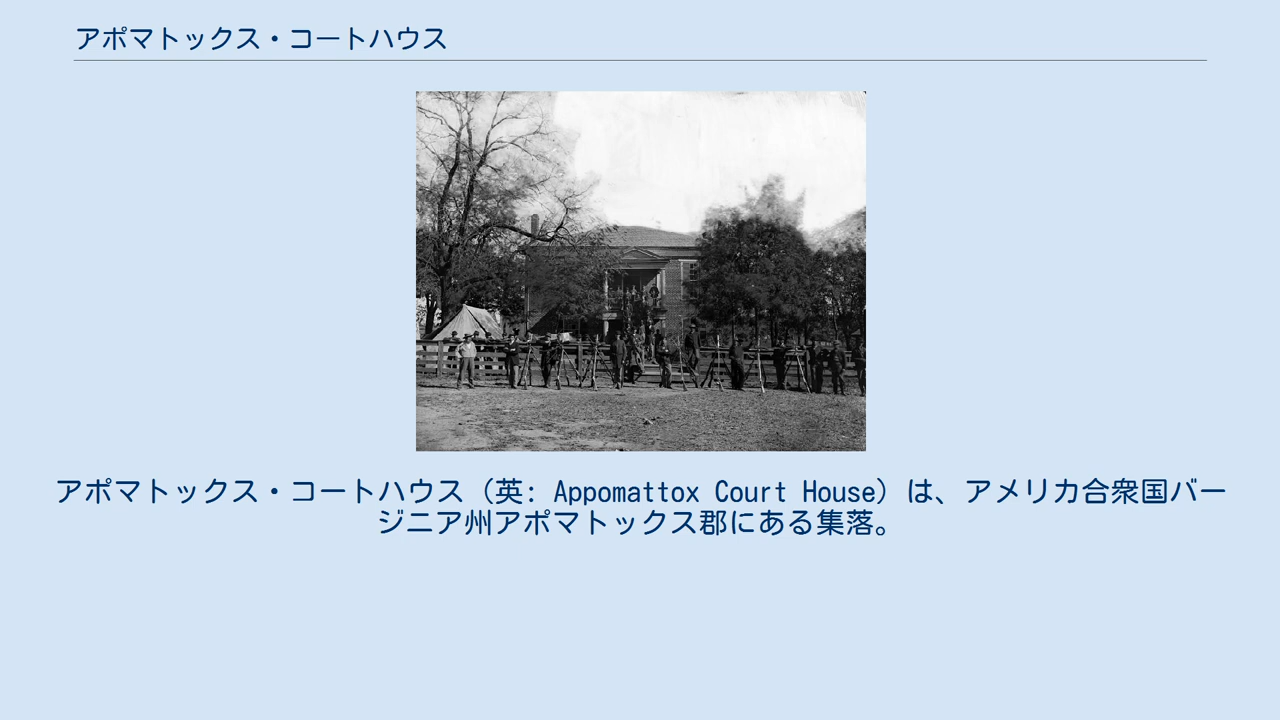 アポマトックス・コートハウス
アポマトックス・コートハウス（英: Appomattox Court House）は、アメリカ合衆国バー
ジニア州アポマトックス郡にある集落。